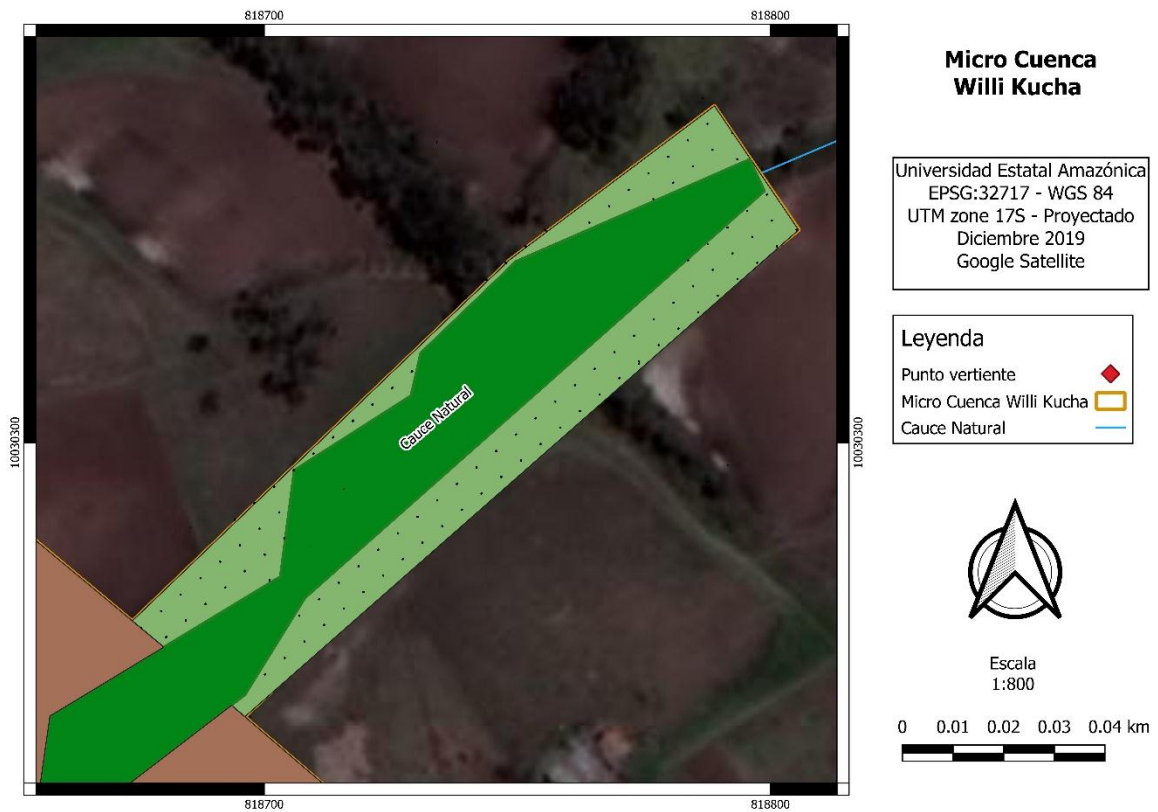 818700
818800
Micro Cuenca
Willi Kucha
Universidad Estatal Amazónica
EPSG:32717 - WGS 84
UTM zone 17S - Proyectado
Diciembre 2019
Google Satellite
Leyenda
Punto vertiente
Micro Cuenca Willi Kucha
Cauce Natural
Cauce Natural
10030300
10030300
Escala
1:800
0 0.01 0.02 0.03 0.04 km
818700
818800